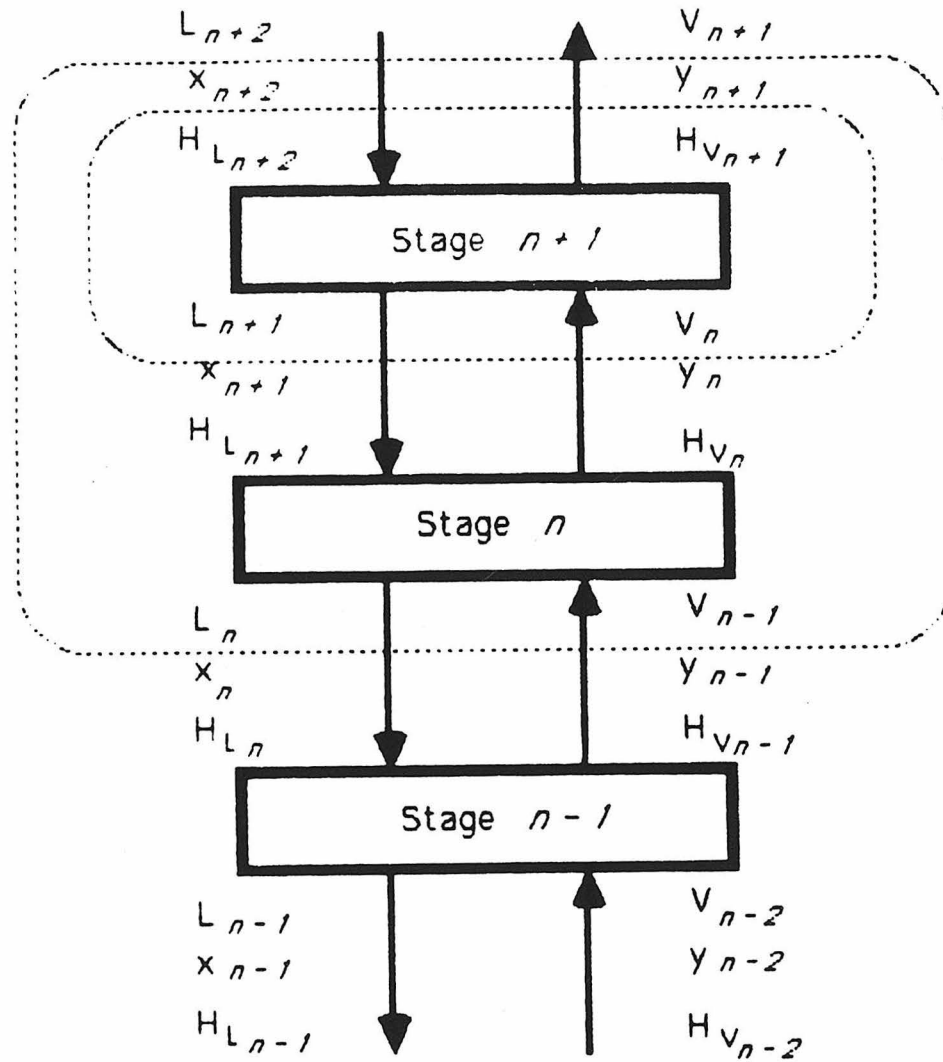 L n+2 V n+1
x n+2 y n+1
H L n+2 H V n+1
Stage n+1
L n+1 V n
x n+1 y n
H L n+1 H V n
Stage n
L n V n-1
x n y n-1
H L n H V n-1
Stage n-1
L n-1 V n-2
x n-1 y n-2
H L n-1 H V n-2